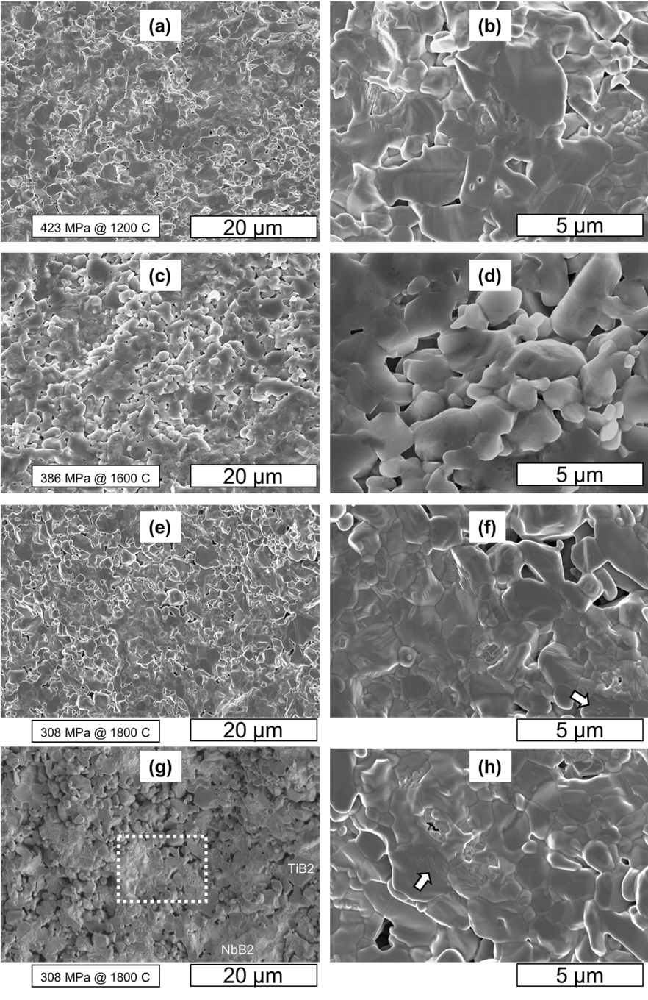 (a)
(b)
423 MPa @ 1200 C
20 µm
5 µm
(c)
(d)
386 MPa @ 1600 C
20 µm
5 µm
(e)
(f)
308 MPa @ 1800 C
20 µm
5 µm
(g)
(h)
TiB2
NbB2
308 MPa @ 1800 C
20 µm
5 µm